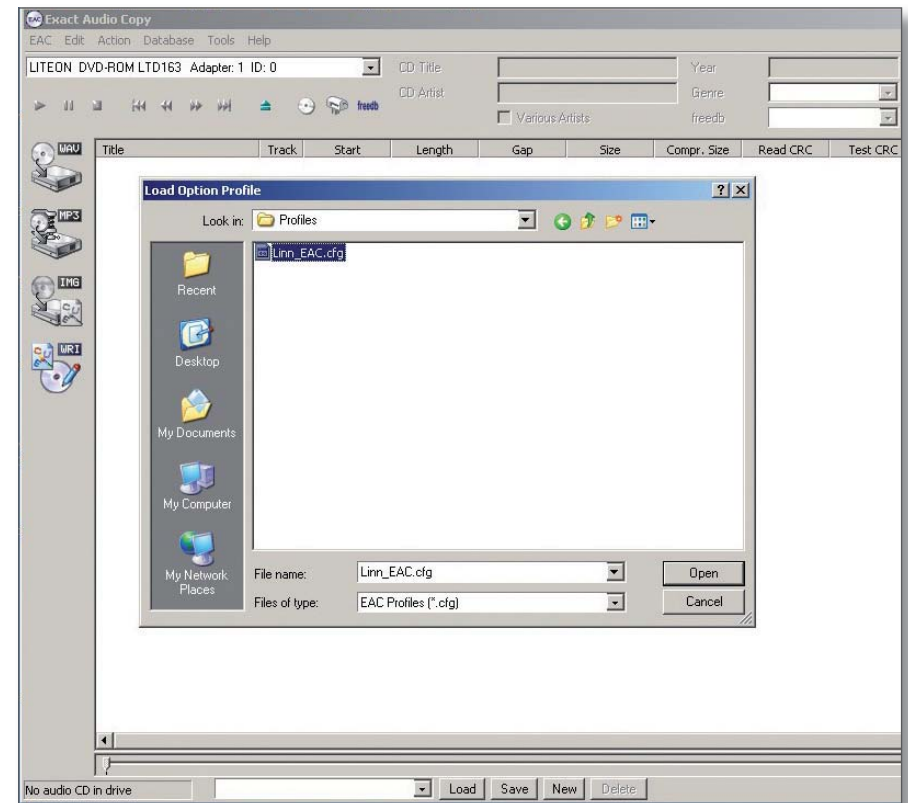 Exact Audio Copy
EAC Edit Action Database Tools Help
LITEON DVD-ROM LTD163 Adapter: 1 ID: 0
CD Title
Year
CD Artist
Genre
freedb
Various Artists
freedb
WAV
MP3
IMG
WRI
Title Track Start Length Gap Size Compr. Size Read CRC Test CRC
Load Option Profile
Look in: Profiles
Linn_EAC.cfg
Recent
Desktop
My Documents
My Computer
My Network
Places
File name: Linn_EAC.cfg Open
Files of type: EAC Profiles (*.cfg) Cancel
No audio CD in drive Load Save New Delete